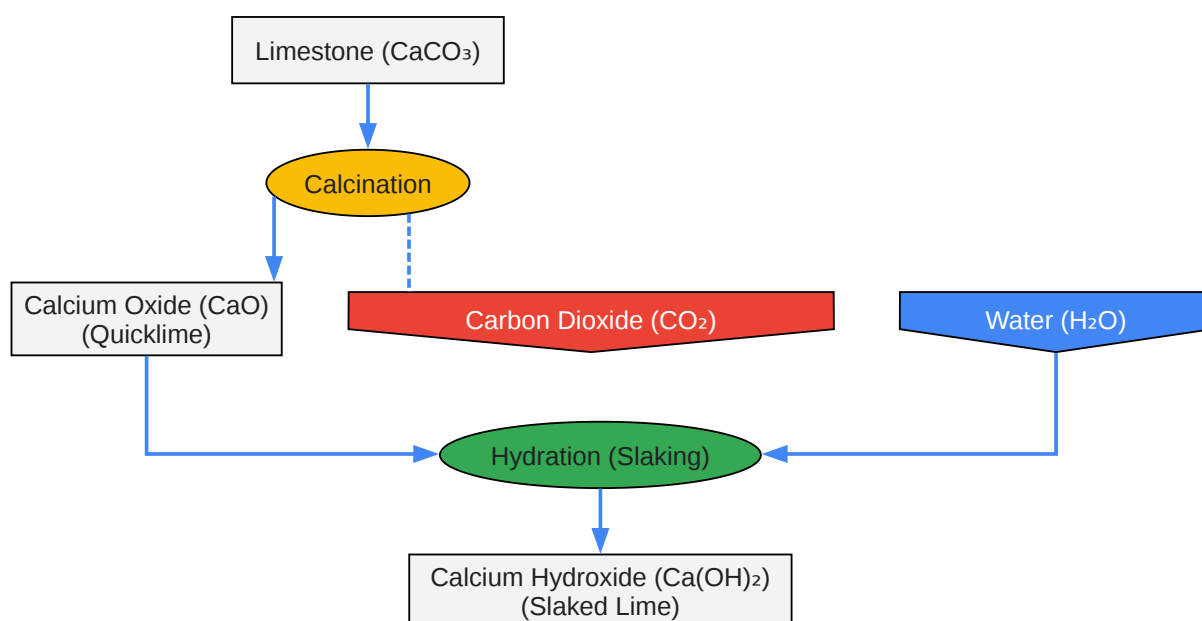 Limestone (CaCO₃)
Calcination
Calcium Oxide (CaO)
(Quicklime)
Carbon Dioxide (CO₂)
Water (H₂O)
Hydration (Slaking)
Calcium Hydroxide (Ca(OH)₂)
(Slaked Lime)